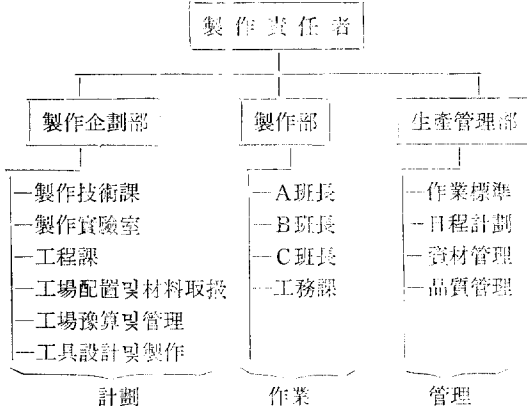 製作責任者
製作企劃部
製作技術課
製作實驗室
工程課
工場配置및材料取扱
工場豫算및管理
工具設計및製作
計劃
製作部
A班長
B班長
C班長
工務課
作業
生產管理部
作業標準
日程計劃
資材管理
品質管理
管理